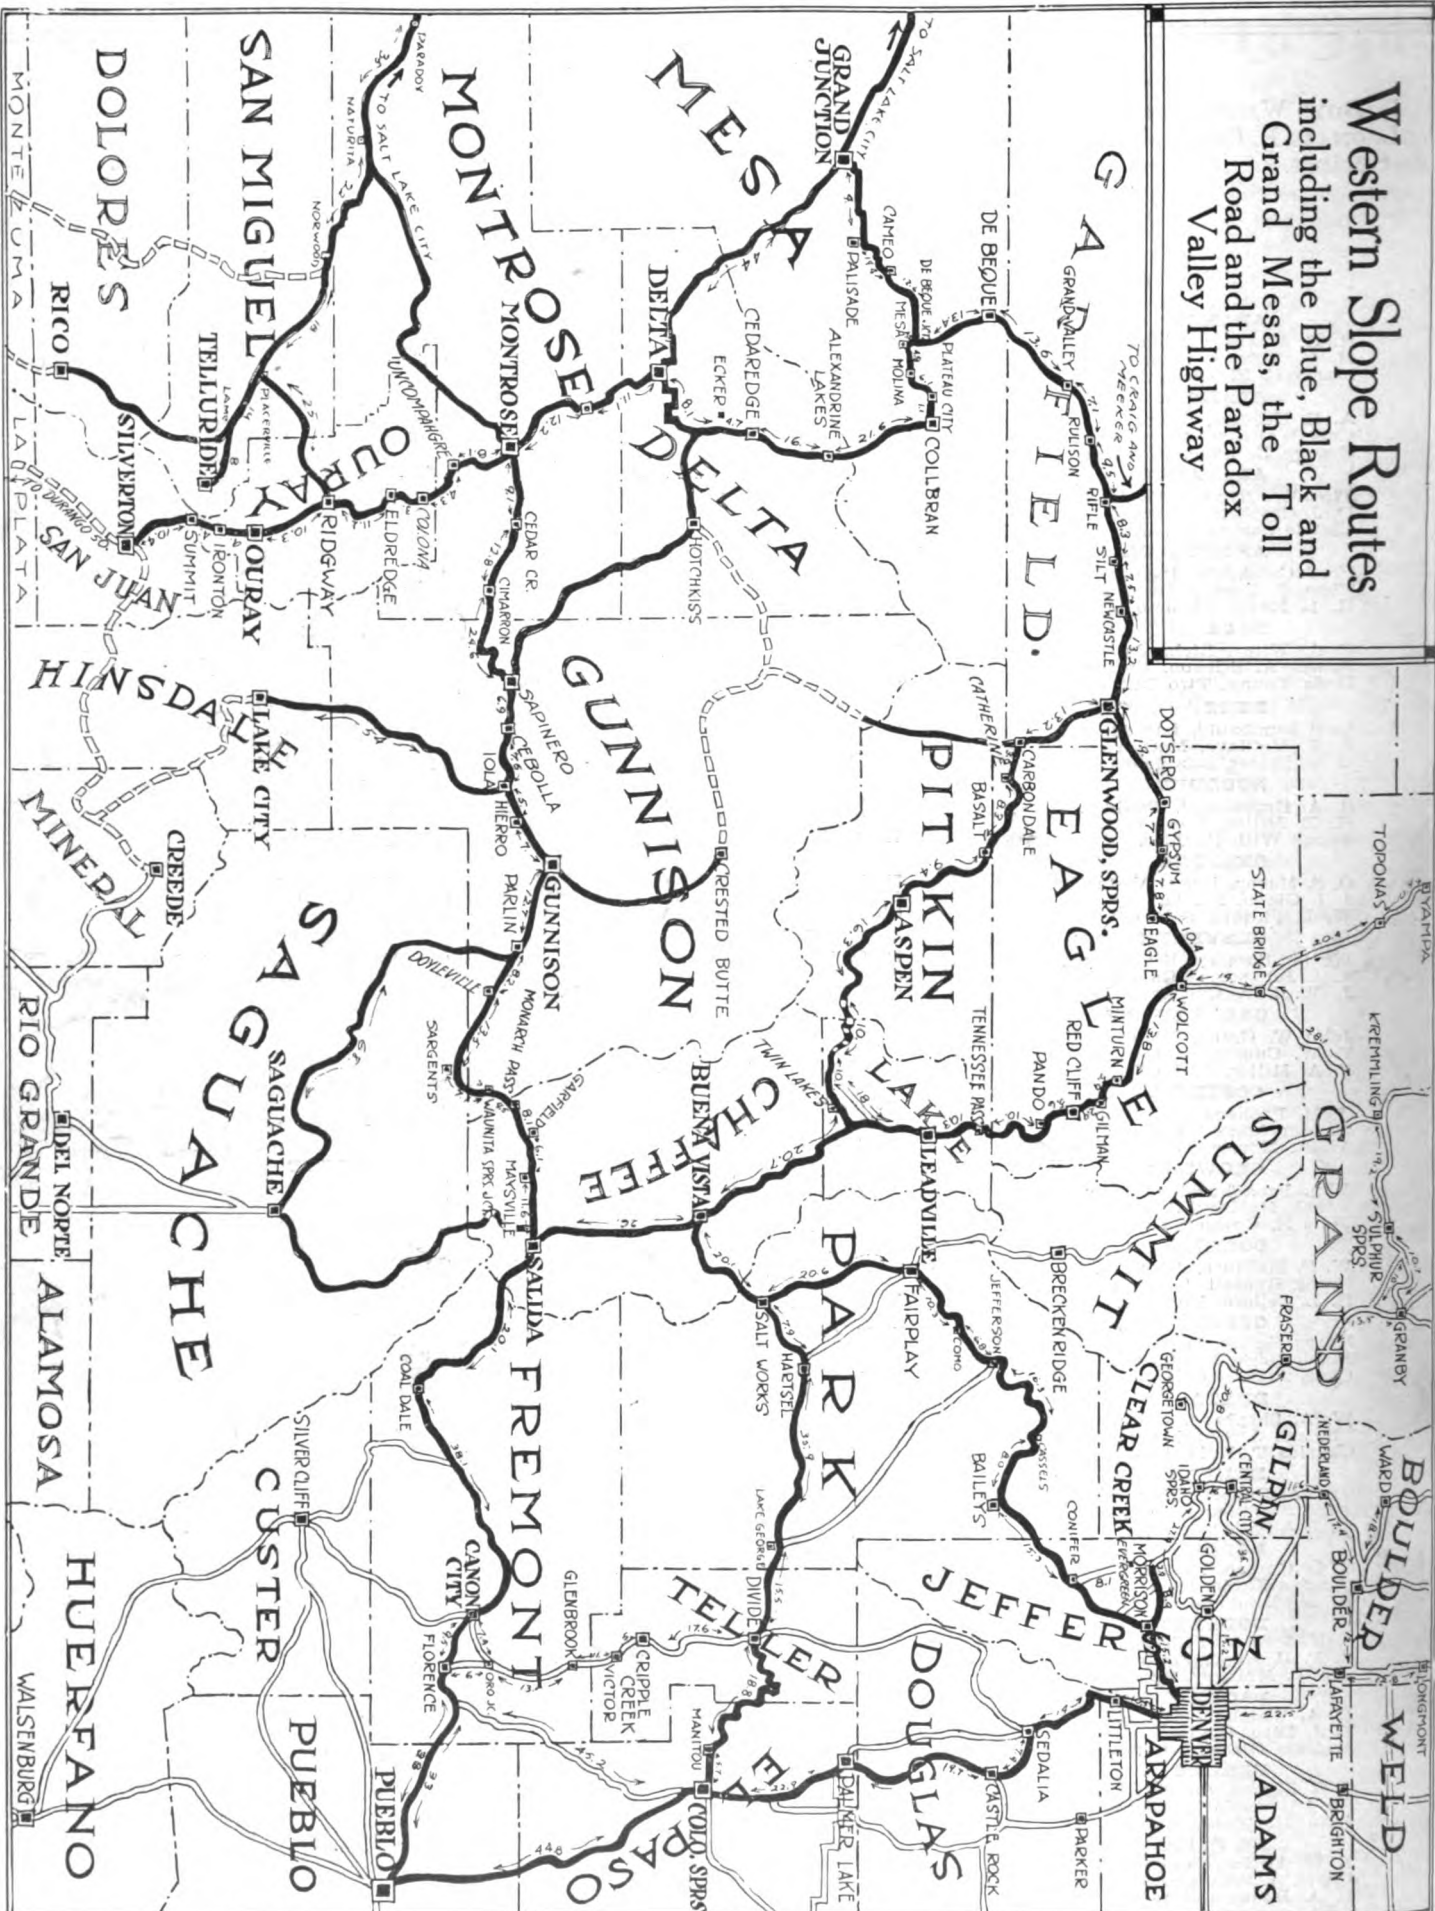 Western Slope Routes
including the Blue, Black and
Grand Mesas, the Toll
Road and the Paradox
Valley Highway
BOULDER
WELD
GRAND
GILPIN
ADAMS
CLEAR CREEK
SUMMIT
JEFFERSON
ARAPAHOE
GARFIELD.
EAGLE
PITKIN
LAKE
PARK
DOUGLAS
TELLER
EL PASO
MESA
DELTA
GUNNISON
CHAFFEE
FREMONT
MONTROSE
OURAY
SAGUACHE
CUSTER
PUEBLO
SAN MIGUEL
HINSDALE
MINERAL
DOLORES
SAN JUAN
RIO GRANDE
ALAMOSA
HUERFANO
MONTEZUMA
LA PLATA
YAMPA
TOPONAS
STATE BRIDGE
KREMMLING
SULPHUR
SPRS.
GRANBY
FRASER
WARD
NEDERLAND
BOULDER
LONGMONT
LAFAYETTE
BRIGHTON
CENTRAL CITY
IDAHO
SPRS.
GEORGETOWN
GOLDEN
EVERGREEN
MORRISON
DENVER
LITTLETON
PARKER
SEDALIA
CASTLE ROCK
PALMER LAKE
COLO. SPRS.
MANITOU
CONIFER
BAILEYS
CASSELS
JEFFERSON
COMO
BRECKENRIDGE
FAIRPLAY
HARTSEL
SALT WORKS
LAKE GEORGE
DIVIDE
CRIPPLE
CREEK
VICTOR
GLENBROOK
TO CRAIG AND
MEEKER
GRAND VALLEY
RULISON
RIFLE
SILT
NEWCASTLE
GLENWOOD, SPRS.
DOTSERO
GYPSUM
EAGLE
WOLCOTT
MINTURN
GILMAN
RED CLIFF
PANDO
TENNESSEE PASS
LEADVILLE
TWIN LAKES
BUENA VISTA
CATHERINE
CARBONDALE
BASALT
ASPEN
TO SALT LAKE CITY
GRAND
JUNCTION
PALISADE
CAMEO
DE BEQUE
MESA
MOLINA
PLATEAU CITY
COLLBRAN
ALEXANDRINE
LAKES
CEDAREDGE
ECKER
DELTA
HOTCHKISS
CRESTED BUTTE
MONTROSE
CEDAR CR.
CIMARRON
SAPINERO
CEBOLLA
IOLA
HIERRO
GUNNISON
PARLIN
DOYLEVILLE
SARGENTS
MONARCH PASS
WAUNITA SPRS. JCT.
GARFIELD
MAYSVILLE
SALIDA
COAL DALE
CANON
CITY
FLORENCE
ORO JC.
PUEBLO
SILVER CLIFF
WALSENBURG
PARADOX
TO SALT LAKE CITY
NATURITA
NORWOOD
UNCOMPAHGRE
COLONA
ELDREDGE
RIDGWAY
OURAY
IRONTON
SUMMIT
SILVERTON
TO DURANGO
PLACERVILLE
TELLURIDE
RICO
LAKE CITY
CREEDE
DEL NORTE
SAGUACHE